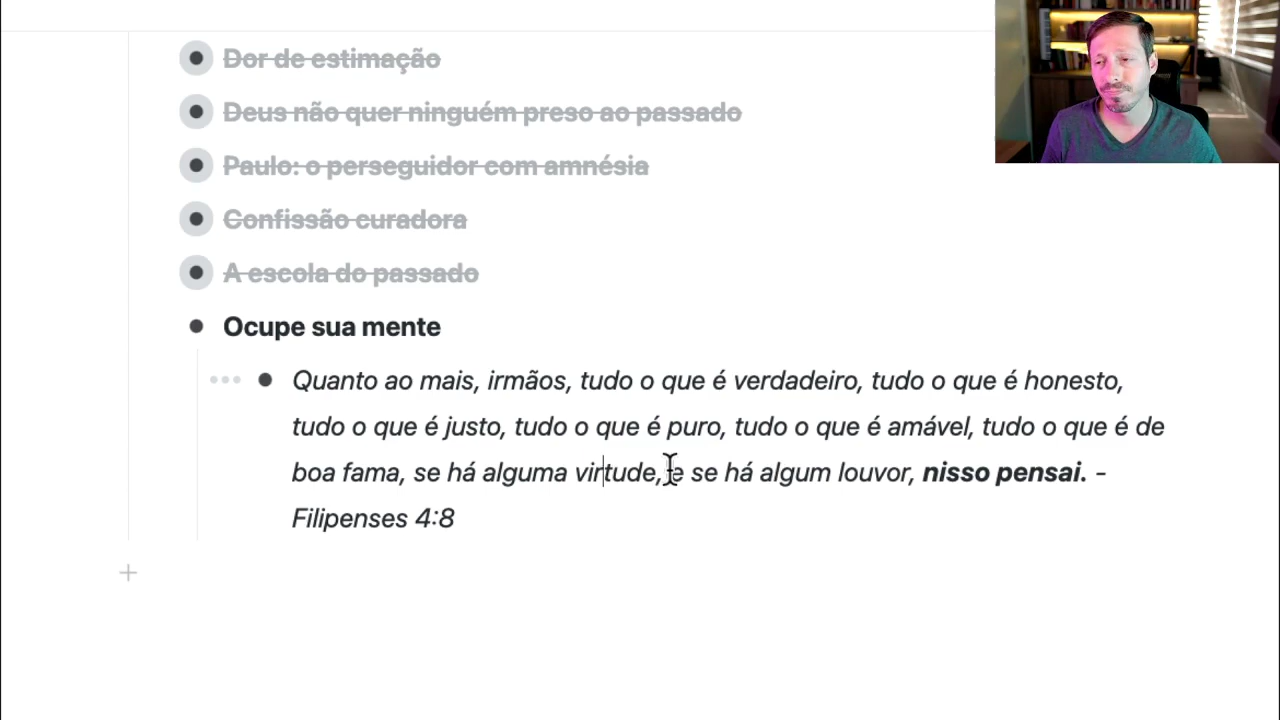 Dor de estimação
Deus não quer ninguém preso ao passado
Paulo: o perseguidor com amnésia
Confissão curadora
A escola do passado
Ocupe sua mente
Quanto ao mais, irmãos, tudo o que é verdadeiro, tudo o que é honesto,
tudo o que é justo, tudo o que é puro, tudo o que é amável, tudo o que é de
boa fama, se há alguma virtude, e se há algum louvor, nisso pensai. -
Filipenses 4:8